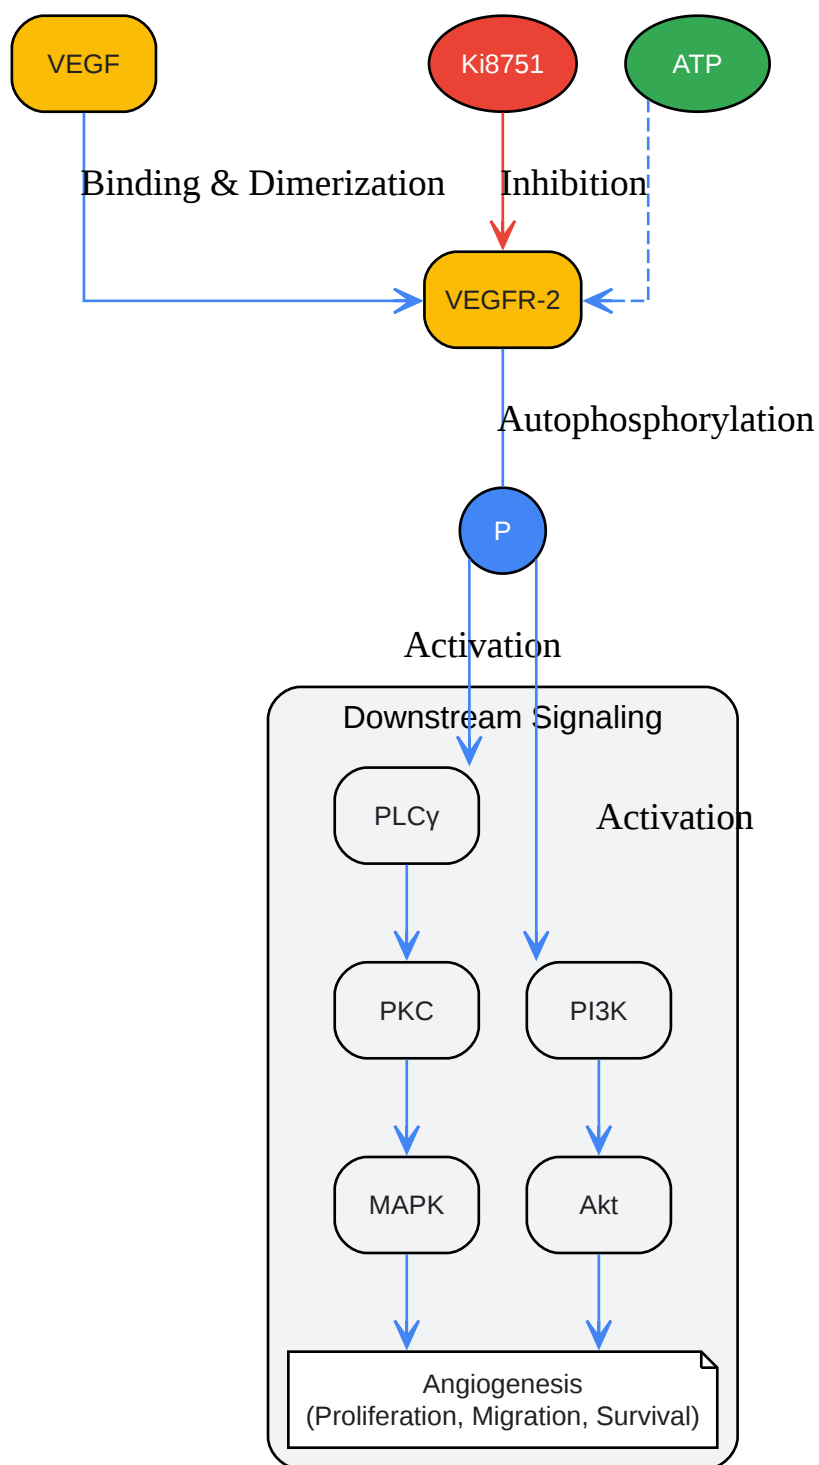 VEGF
Ki8751
ATP
Binding & Dimerization
Inhibition
VEGFR-2
Autophosphorylation
P
Activation
Downstream Signaling
PLCγ
Activation
PKC
PI3K
MAPK
Akt
Angiogenesis
(Proliferation, Migration, Survival)